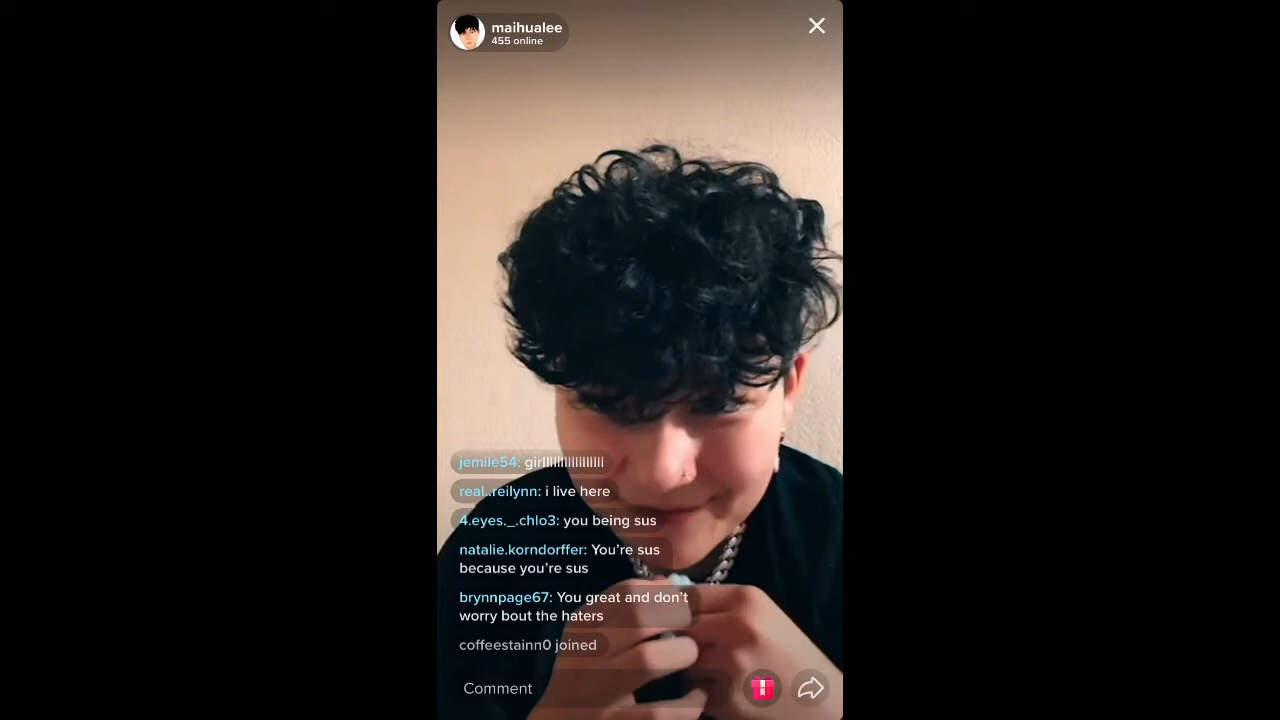 maihualee
455 online
jemile54: girlllllllllllllllll
real..reilynn: i live here
4.eyes._.chlo3: you being sus
natalie.korndorffer: You're sus
because you're sus
brynnpage67: You great and don't
worry bout the haters
coffeestainn0 joined
Comment